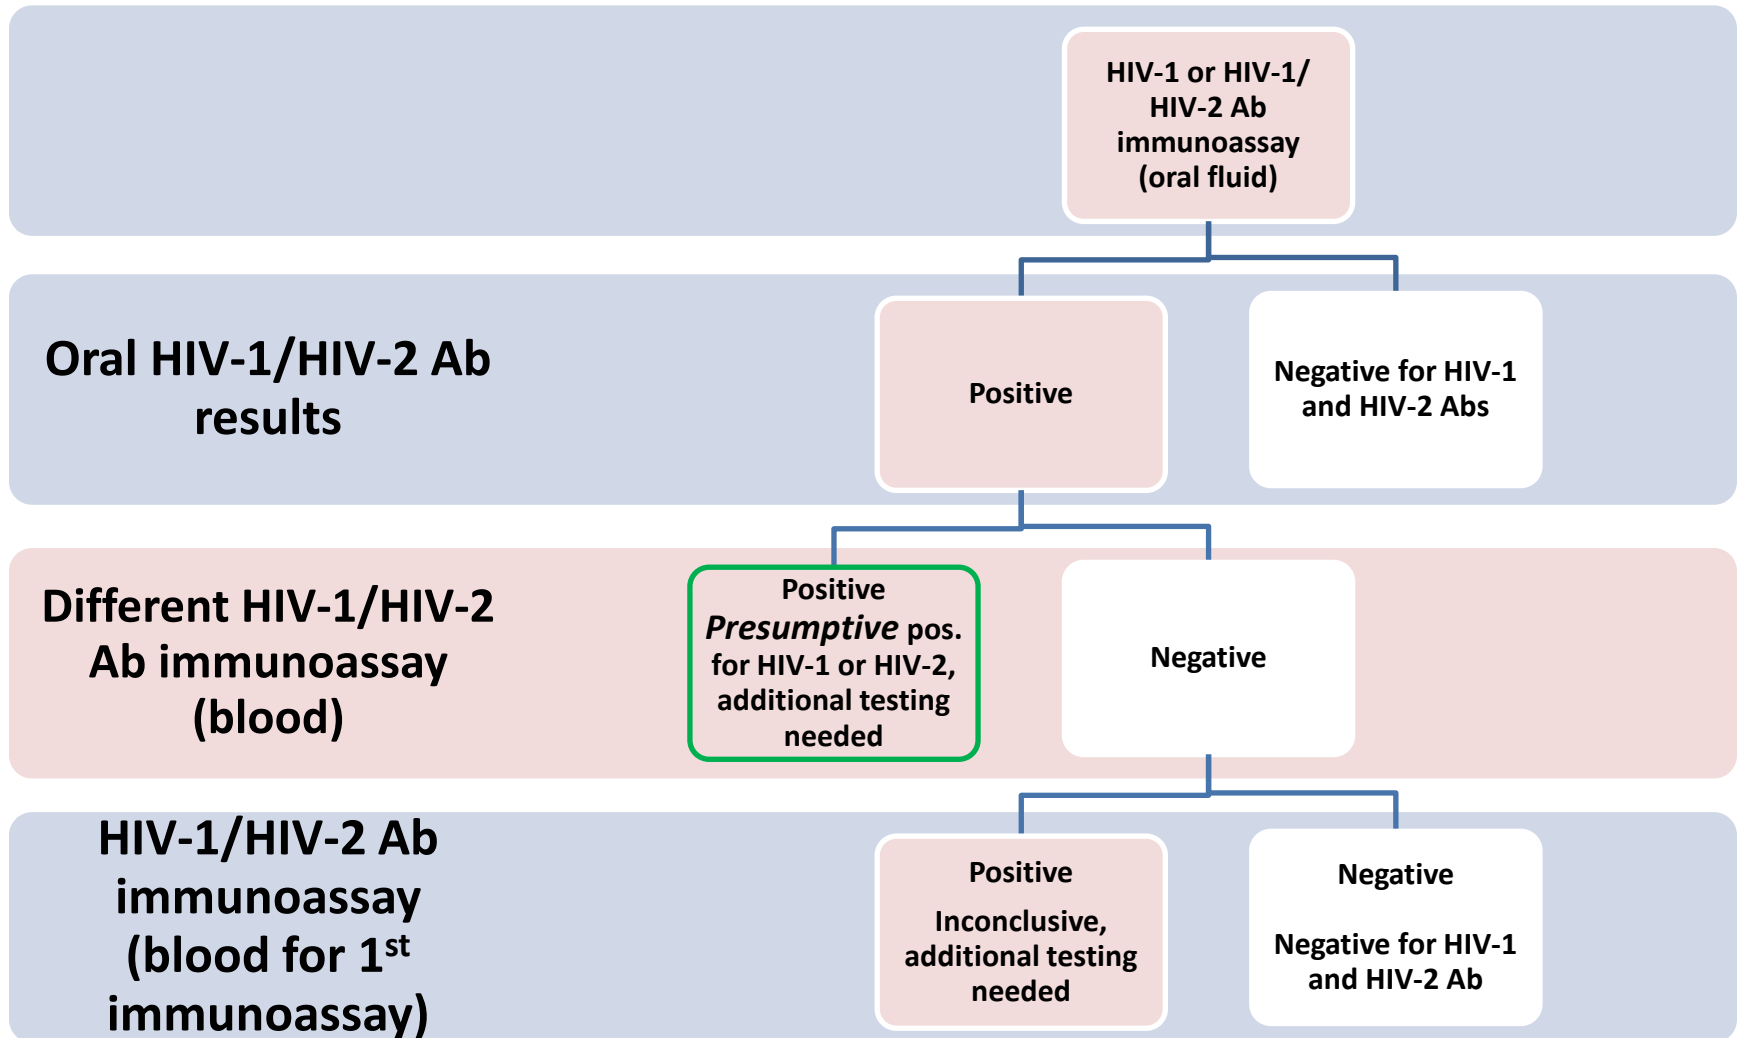 HIV-1 or HIV-1/
HIV-2 Ab
immunoassay
(oral fluid)
Oral HIV-1/HIV-2 Ab
results
Positive
Negative for HIV-1
and HIV-2 Abs
Different HIV-1/HIV-2
Ab immunoassay
(blood)
Positive
Presumptive pos.
for HIV-1 or HIV-2,
additional testing
needed
Negative
HIV-1/HIV-2 Ab
immunoassay
(blood for 1st
immunoassay)
Positive
Inconclusive,
additional testing
needed
Negative
Negative for HIV-1
and HIV-2 Ab